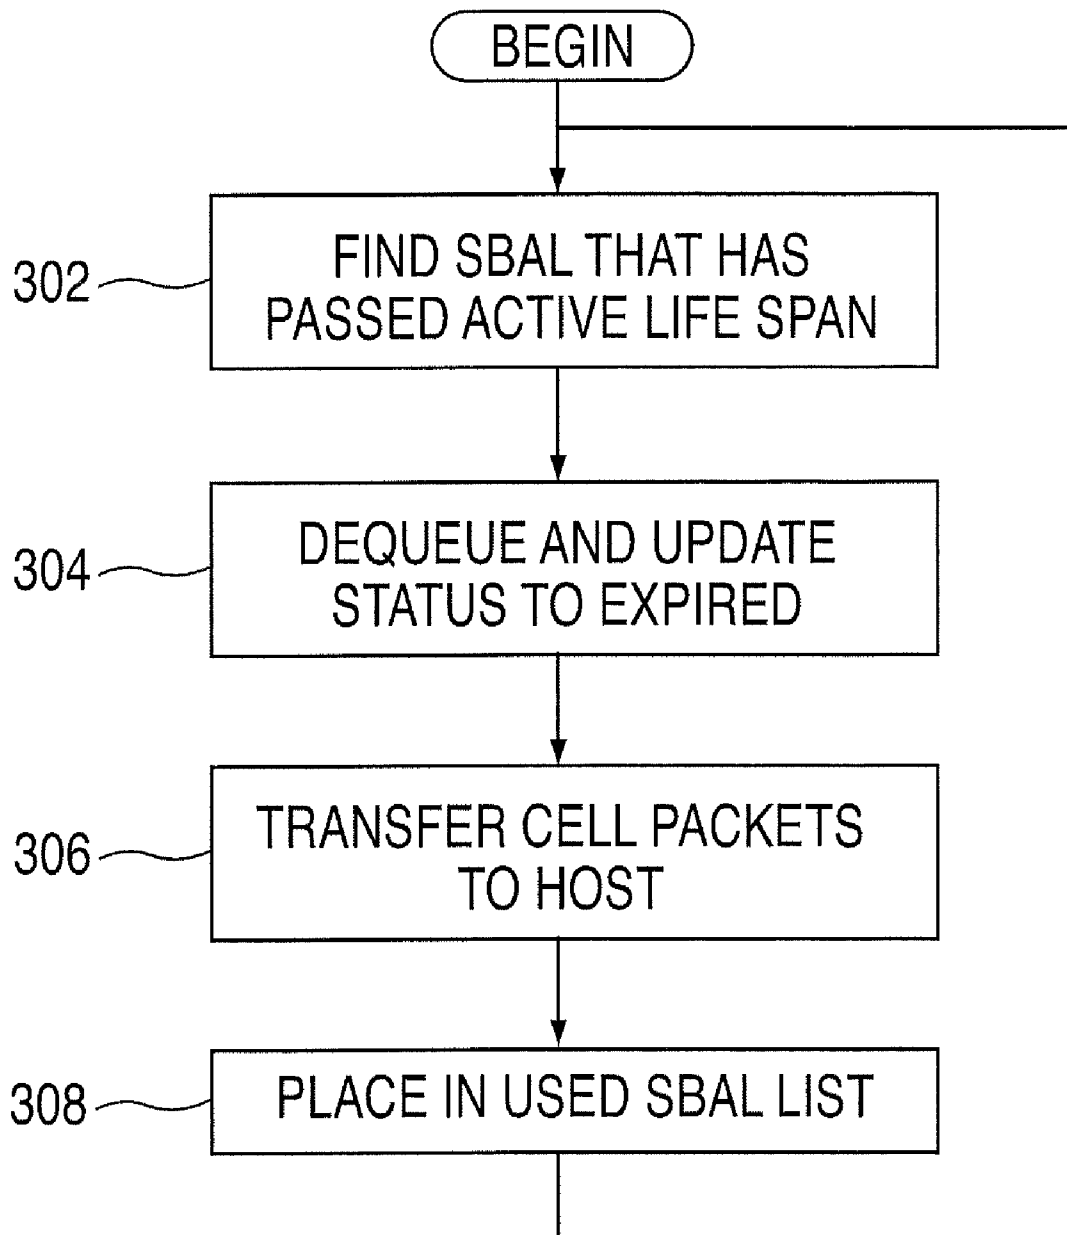 BEGIN
302
FIND SBAL THAT HAS
PASSED ACTIVE LIFE SPAN
304
DEQUEUE AND UPDATE
STATUS TO EXPIRED
306
TRANSFER CELL PACKETS
TO HOST
308
PLACE IN USED SBAL LIST